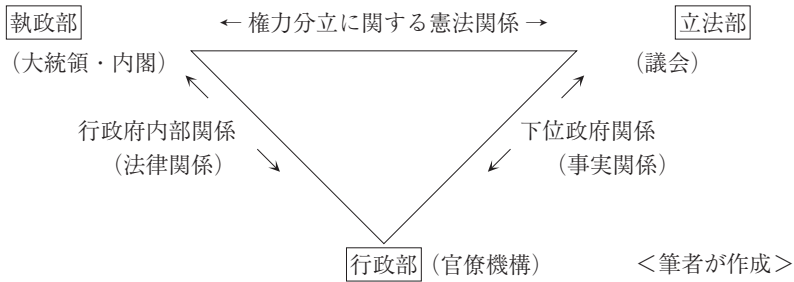 執政部 ←権力分立に関する憲法関係→ 立法部
（大統領・内閣） （議会）
行政府内部関係 下位政府関係
（法律関係） （事実関係）
行政部（官僚機構） ＜筆者が作成＞